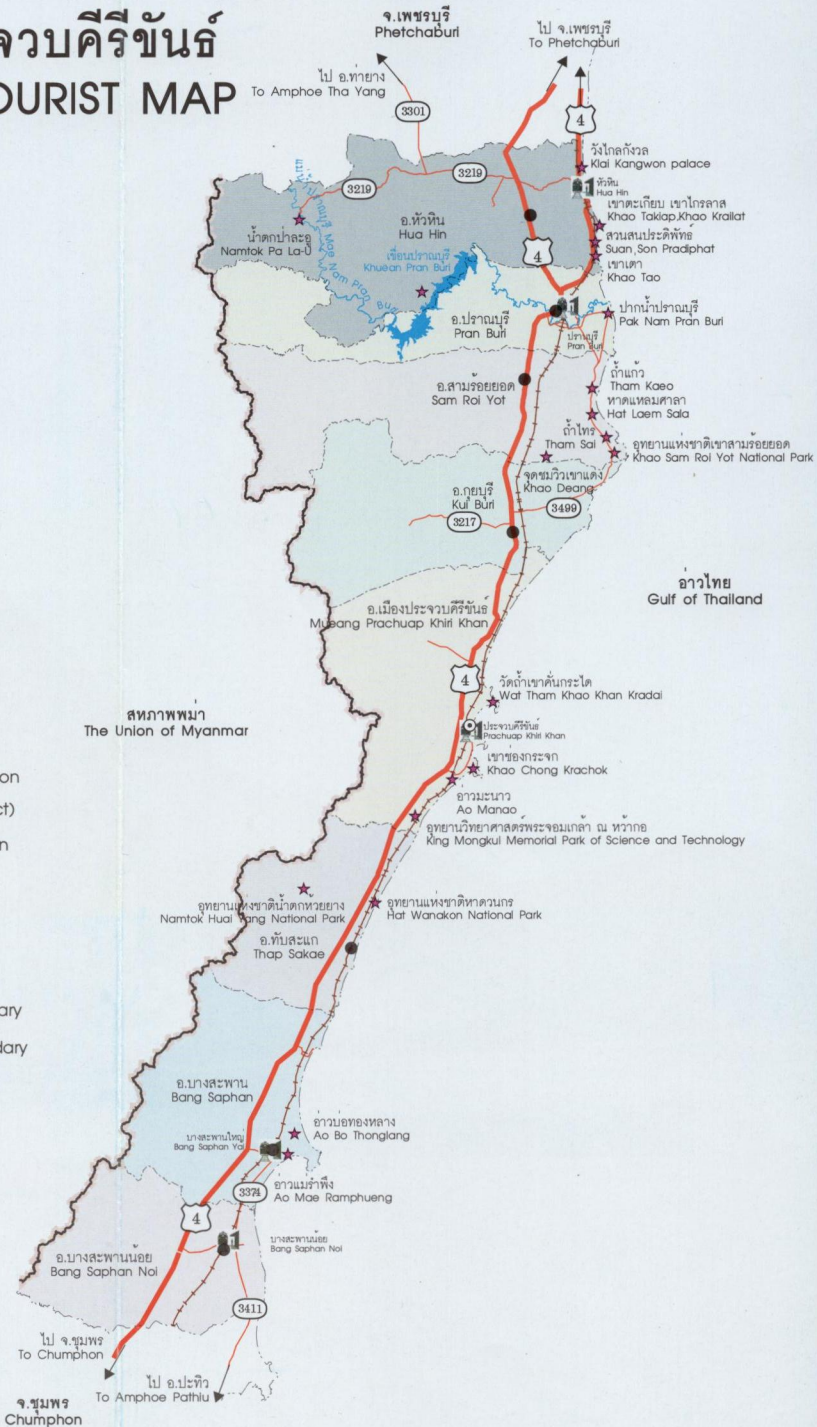 จวบคีรีขันธ์
OURIST MAP
จ.เพชรบุรี
Phetchaburi
ไป จ.เพชรบุรี
To Phetchaburi
ไป อ.ท่ายาง
To Amphoe Tha Yang
3301
4
วังไกลกังวล
Klai Kangwon palace
3219
3219
หัวหิน
Hua Hin
เขาตะเกียบ เขาไกรลาส
Khao Takiap,Khao Krailat
น้ำตกป่าละอู
Namtok Pa La-U
อ.หัวหิน
Hua Hin
สวนสนประดิพัทธ์
Suan Son Pradiphat
4
เขื่อนปราณบุรี
Khuean Pran Buri
เขาเต่า
Khao Tao
แม่น้ำปราณบุรี Mae Nam Pran Buri
อ.ปราณบุรี
Pran Buri
ปากน้ำปราณบุรี
Pak Nam Pran Buri
ปราณบุรี
Pran Buri
ถ้ำแก้ว
Tham Kaeo
อ.สามร้อยยอด
Sam Roi Yot
หาดแหลมศาลา
Hat Laem Sala
ถ้ำไทร
Tham Sai
อุทยานแห่งชาติเขาสามร้อยยอด
Khao Sam Roi Yot National Park
จุดชมวิวเขาแดง
Khao Deang
อ.กุยบุรี
Kui Buri
3217
3499
อ่าวไทย
Gulf of Thailand
อ.เมืองประจวบคีรีขันธ์
Mueang Prachuap Khiri Khan
4
วัดถ้ำเขาคั่นกระได
Wat Tham Khao Khan Kradai
สหภาพพม่า
The Union of Myanmar
ประจวบคีรีขันธ์
Prachuap Khiri Khan
เขาช่องกระจก
Khao Chong Krachok
on
อ่าวมะนาว
Ao Manao
ct)
อุทยานวิทยาศาสตร์พระจอมเกล้า ณ หว้ากอ
King Mongkul Memorial Park of Science and Technology
n
อุทยานแห่งชาติน้ำตกห้วยยาง
Namtok Huai Yang National Park
อุทยานแห่งชาติหาดวนกร
Hat Wanakon National Park
อ.ทับสะแก
Thap Sakae
ary
dary
อ.บางสะพาน
Bang Saphan
อ่าวบ่อทองหลาง
Ao Bo Thonglang
บางสะพานใหญ่
Bang Saphan Yai
อ่าวแม่รำพึง
Ao Mae Ramphueng
3374
4
บางสะพานน้อย
Bang Saphan Noi
อ.บางสะพานน้อย
Bang Saphan Noi
3411
ไป จ.ชุมพร
To Chumphon
ไป อ.ปะทิว
To Amphoe Pathiu
จ.ชุมพร
Chumphon